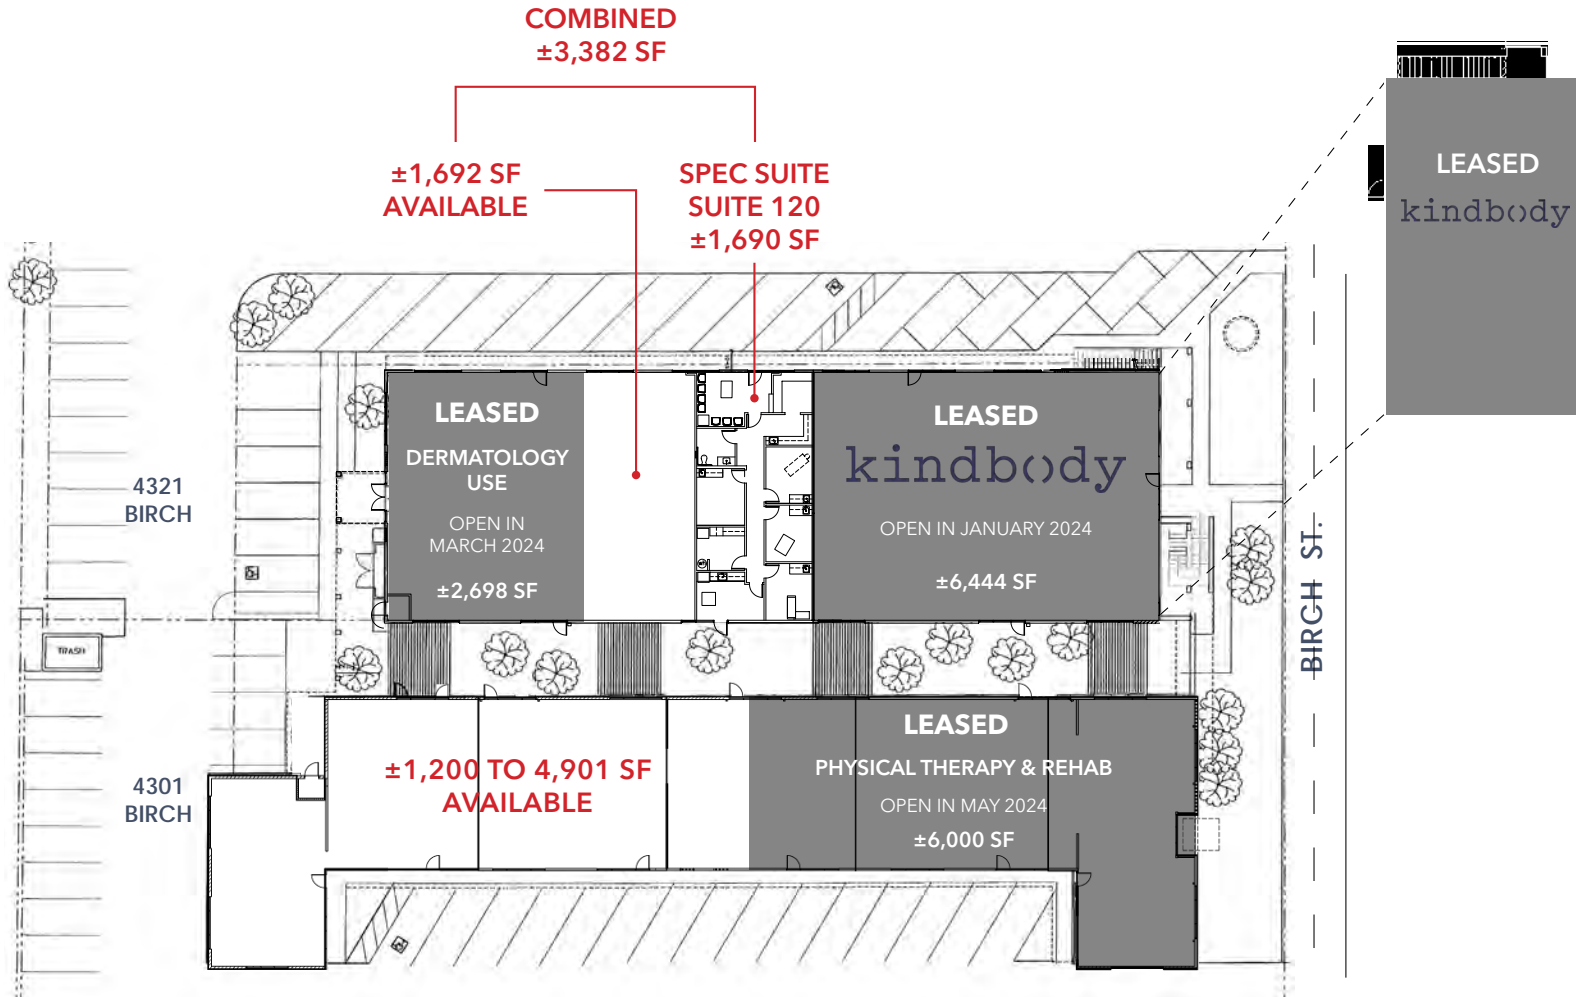 COMBINED
±3,382 SF
±1,692 SF
AVAILABLE
SPEC SUITE
SUITE 120
±1,690 SF
LEASED
kindbody
4321
BIRCH
LEASED
DERMATOLOGY
USE
OPEN IN
MARCH 2024
±2,698 SF
LEASED
kindbody
OPEN IN JANUARY 2024
±6,444 SF
BIRCH ST.
TRASH
4301
BIRCH
±1,200 TO 4,901 SF
AVAILABLE
LEASED
PHYSICAL THERAPY & REHAB
OPEN IN MAY 2024
±6,000 SF